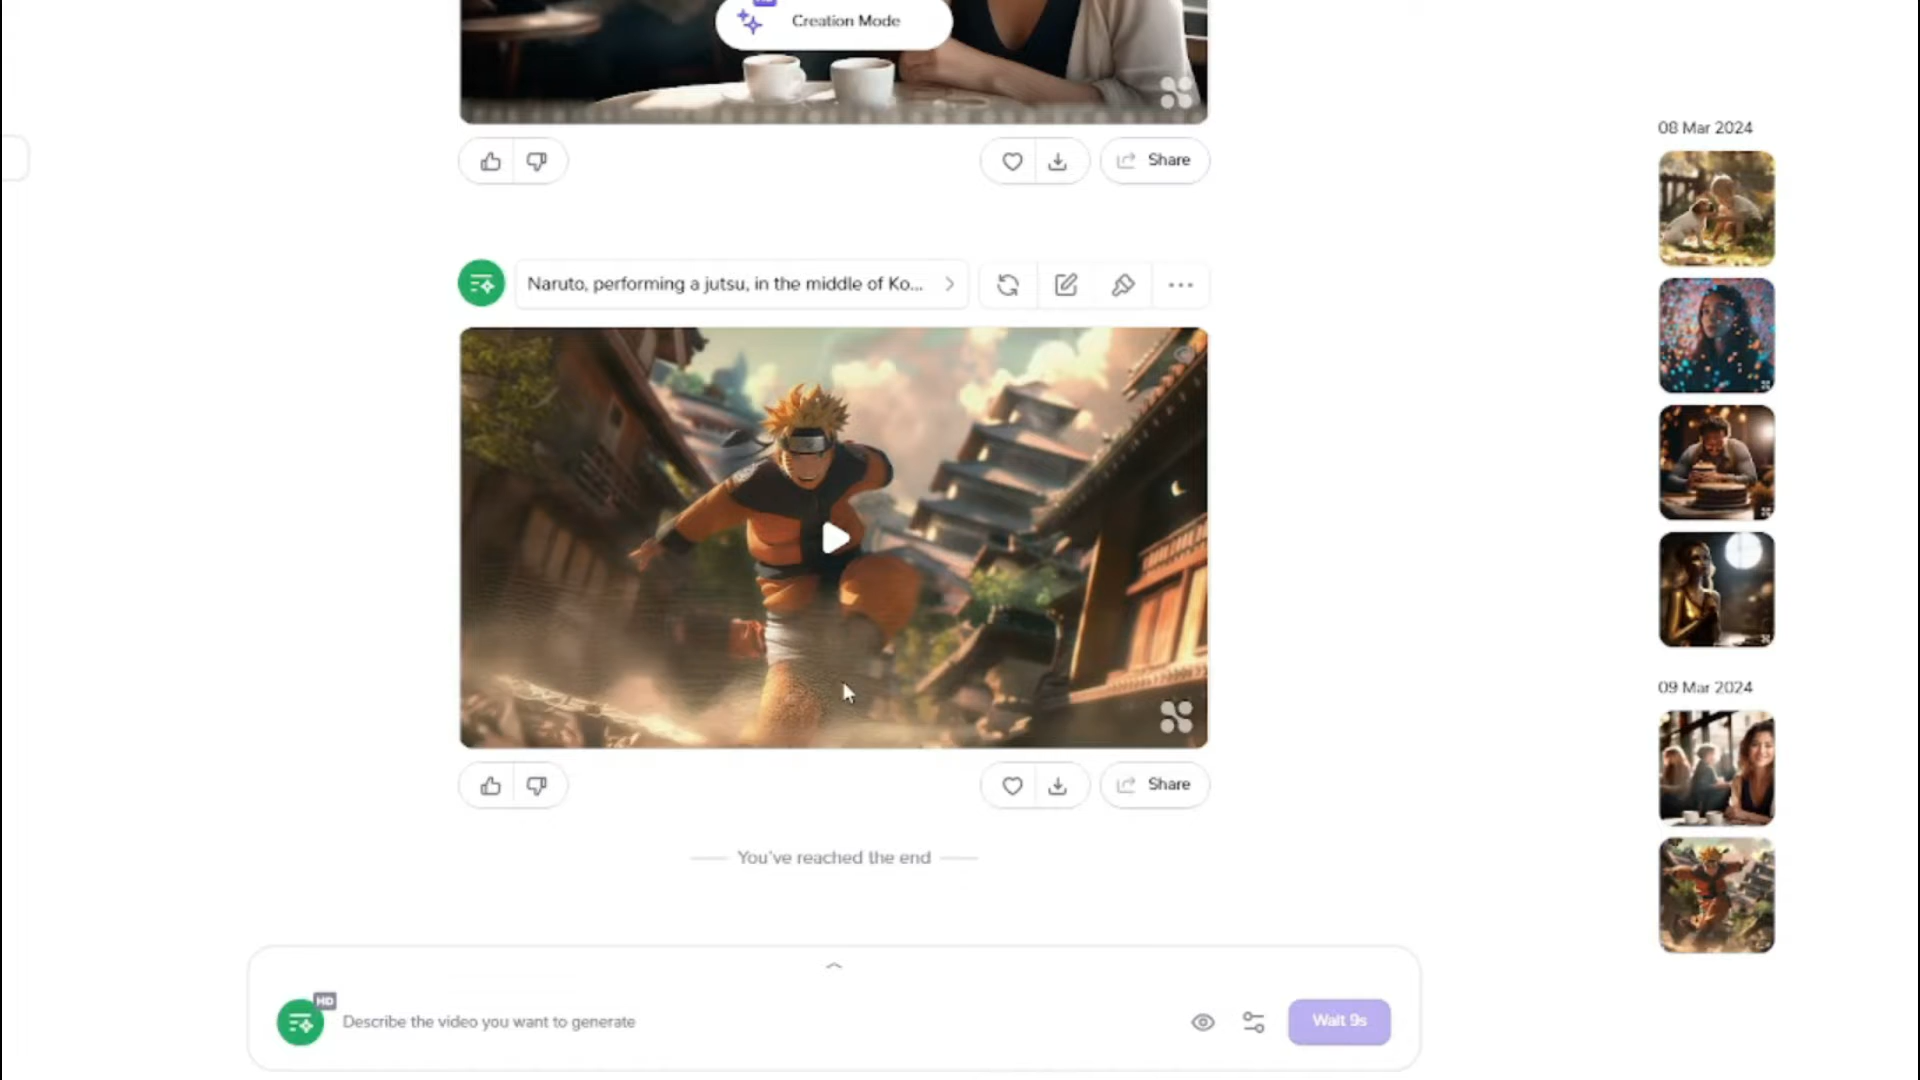 Creation Mode
Share
08 Mar 2024
Naruto, performing a jutsu, in the middle of Ko...
09 Mar 2024
Share
You've reached the end
HD
Describe the video you want to generate
Wait 9s